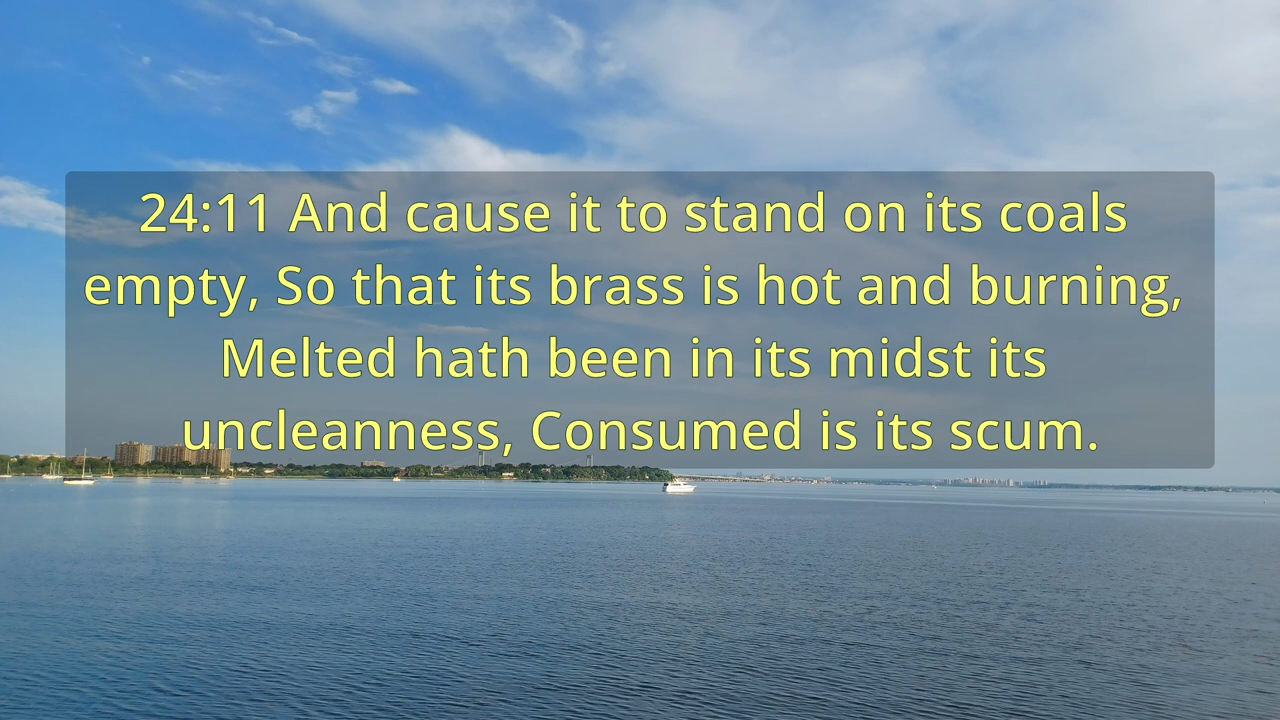 24:11 And cause it to stand on its coals
empty, So that its brass is hot and burning,
Melted hath been in its midst its
uncleanness, Consumed is its scum.